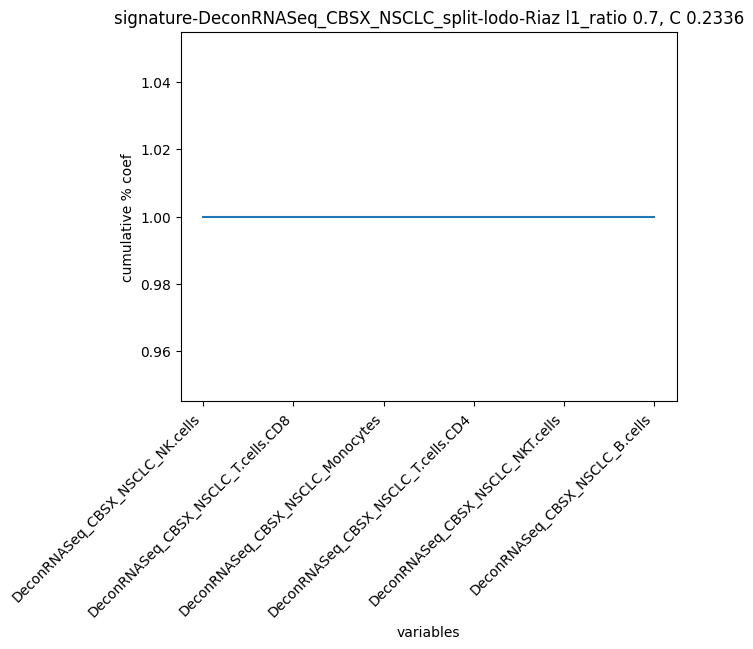 signature-DeconRNASeq_CBSX_NSCLC_split-lodo-Riaz l1_ratio 0.7, C 0.2336
cumulative % coef
1.04
1.02
1.00
0.98
0.96
DeconRNASeq_CBSX_NSCLC_NK.cells
DeconRNASeq_CBSX_NSCLC_T.cells.CD8
DeconRNASeq_CBSX_NSCLC_Monocytes
DeconRNASeq_CBSX_NSCLC_T.cells.CD4
DeconRNASeq_CBSX_NSCLC_NKT.cells
DeconRNASeq_CBSX_NSCLC_B.cells
variables